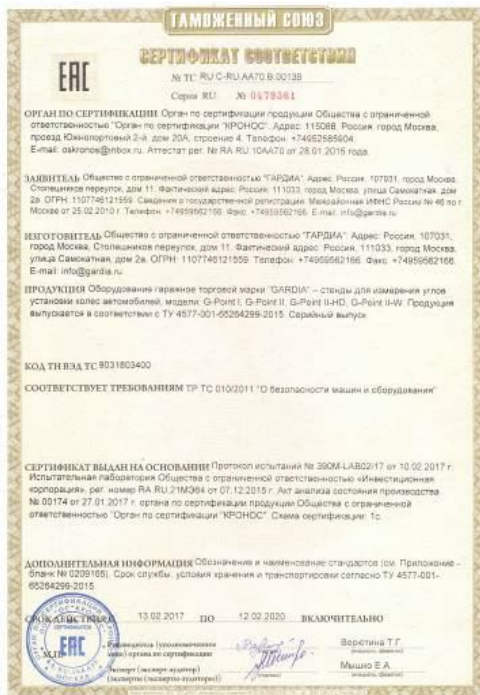 ТАМОЖЕННЫЙ СОЮЗ
СЕРТИФИКАТ СООТВЕТСТВИЯ
ЕАС
№ ТС RU C-RU.АА70.В.00139
Серия RU № 0479361
ОРГАН ПО СЕРТИФИКАЦИИ Орган по сертификации продукции Общества с ограниченной
ответственностью "Орган по сертификации "КРОНОС". Адрес: 115088, Россия, город Москва,
проезд Южнопортовый 2-й, дом 20А, строение 4. Телефон: +74952585904.
E-mail: oskronos@inbox.ru. Аттестат рег. № RA.RU.10АА70 от 28.01.2015 года.
ЗАЯВИТЕЛЬ Общество с ограниченной ответственностью "ГАРДИА". Адрес: Россия, 107031, город Москва,
Столешников переулок, дом 11. Фактический адрес: Россия, 111033, город Москва, улица Самокатная, дом
2а. ОГРН: 1107746121559. Сведения о государственной регистрации: Межрайонная ИФНС России № 46 по г.
Москве от 25.02.2010 г. Телефон: +74959562166. Факс: +74959562166. E-mail: info@gardia.ru
ИЗГОТОВИТЕЛЬ Общество с ограниченной ответственностью "ГАРДИА". Адрес: Россия, 107031,
город Москва, Столешников переулок, дом 11. Фактический адрес: Россия, 111033, город Москва,
улица Самокатная, дом 2а. ОГРН: 1107746121559. Телефон: +74959562166. Факс: +74959562166.
E-mail: info@gardia.ru
ПРОДУКЦИЯ Оборудование гаражное торговой марки "GARDIA" – стенды для измерения углов
установки колес автомобилей, модели: G-Point I, G-Point II, G-Point II-HD, G-Point II-W. Продукция
выпускается в соответствии с ТУ 4577-001-65264299-2015. Серийный выпуск.
КОД ТН ВЭД ТС 9031803400
СООТВЕТСТВУЕТ ТРЕБОВАНИЯМ ТР ТС 010/2011 "О безопасности машин и оборудования"
СЕРТИФИКАТ ВЫДАН НА ОСНОВАНИИ Протокол испытаний № 390М-LAB02/17 от 10.02.2017 г.
Испытательная лаборатория Общества с ограниченной ответственностью «Инвестиционная
корпорация», рег. номер RA.RU.21МЭ64 от 07.12.2015 г. Акт анализа состояния производства
№ 00174 от 27.01.2017 г. органа по сертификации продукции Общества с ограниченной
ответственностью "Орган по сертификации "КРОНОС". Схема сертификации: 1с.
ДОПОЛНИТЕЛЬНАЯ ИНФОРМАЦИЯ Обозначение и наименование стандартов (см. Приложение -
бланк № 0209165). Срок службы, условия хранения и транспортировки согласно ТУ 4577-001-
65264299-2015
СРОК ДЕЙСТВИЯ С 13.02.2017 ПО 12.02.2020 ВКЛЮЧИТЕЛЬНО
М.П.
Руководитель (уполномоченное
лицо) органа по сертификации
Верютина Т.Г.
Эксперт (эксперт-аудитор)
(эксперты (эксперты-аудиторы))
Мышко Е.А.